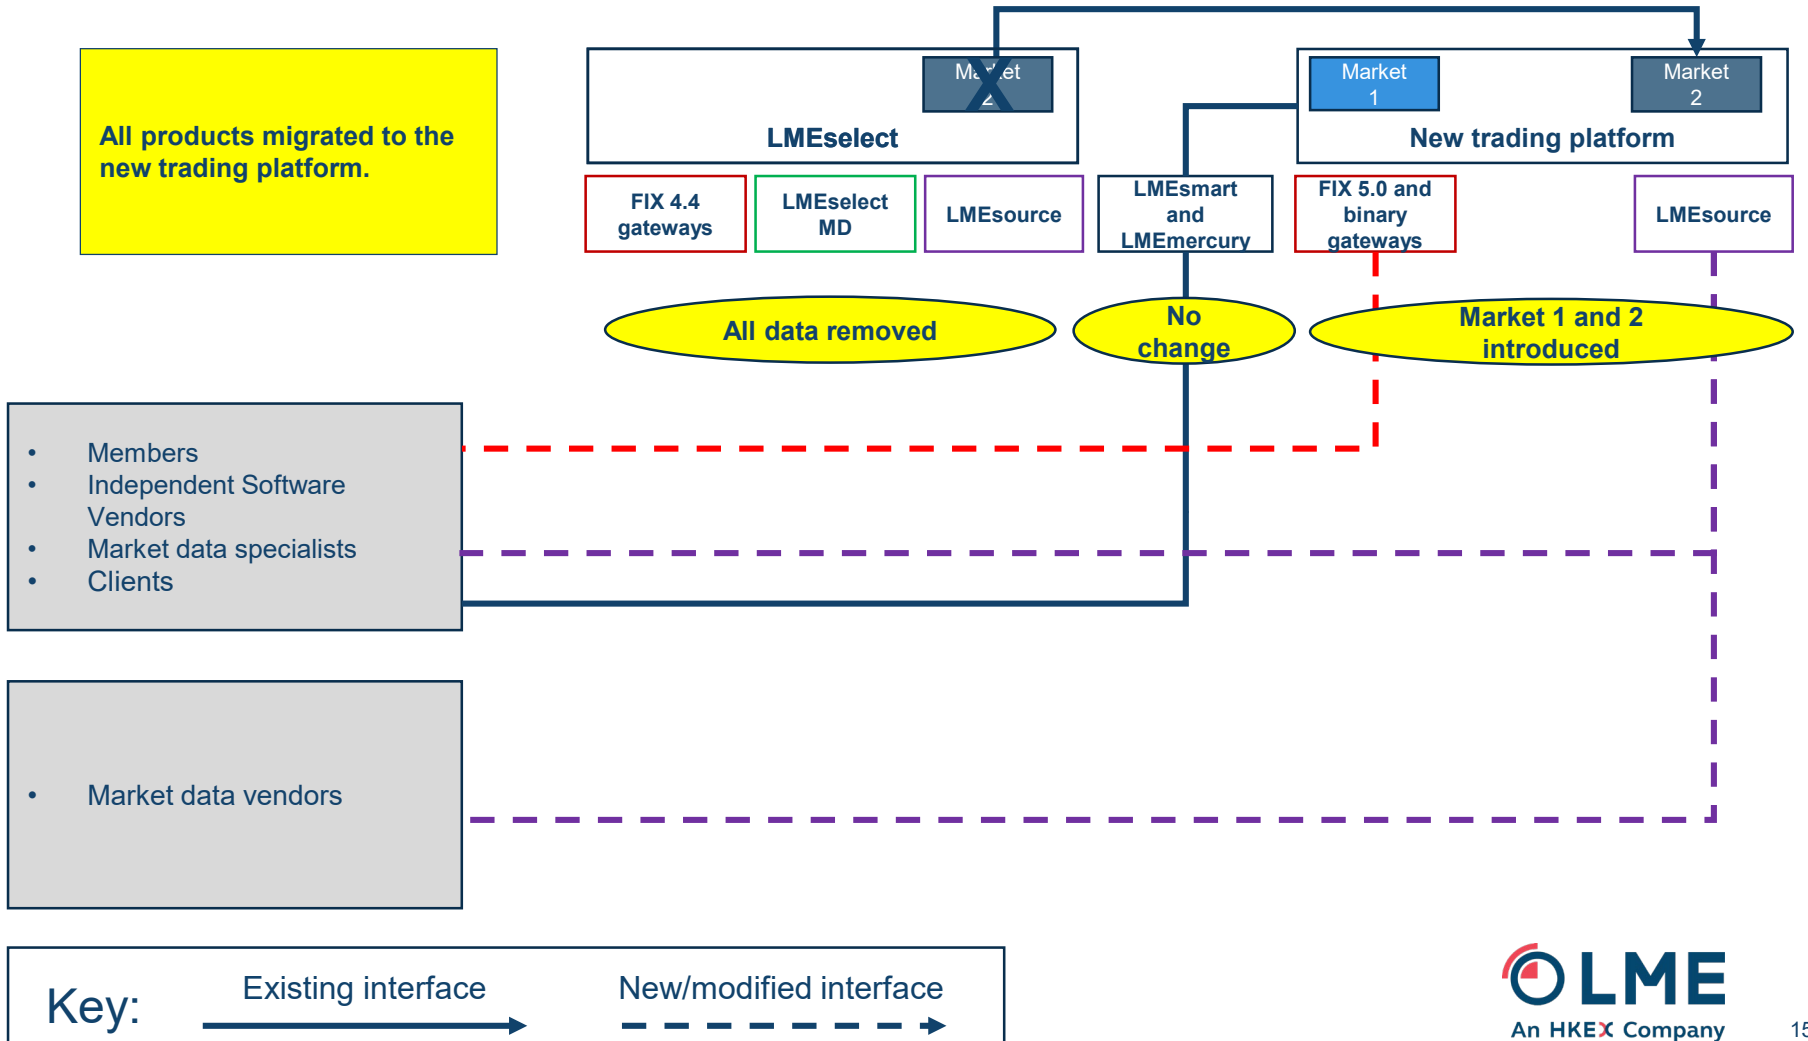 All products migrated to the
new trading platform.
Market
2
X
LMEselect
Market
1
Market
2
New trading platform
FIX 4.4
gateways
LMEselect
MD
LMEsource
LMEsmart
and
LMEmercury
FIX 5.0 and
binary
gateways
LMEsource
All data removed
No
change
Market 1 and 2
introduced
• Members
• Independent Software
Vendors
• Market data specialists
• Clients
• Market data vendors
Key:
Existing interface
New/modified interface
LME
An HKEX Company
15